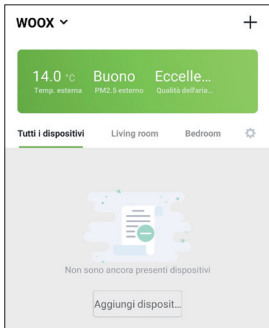 WOOX
14.0 °C Buono Eccelle...
Temp. esterna PM2.5 esterno Qualità dell'aria...
Tutti i dispositivi Living room Bedroom
Non sono ancora presenti dispositivi
Aggiungi disposit...